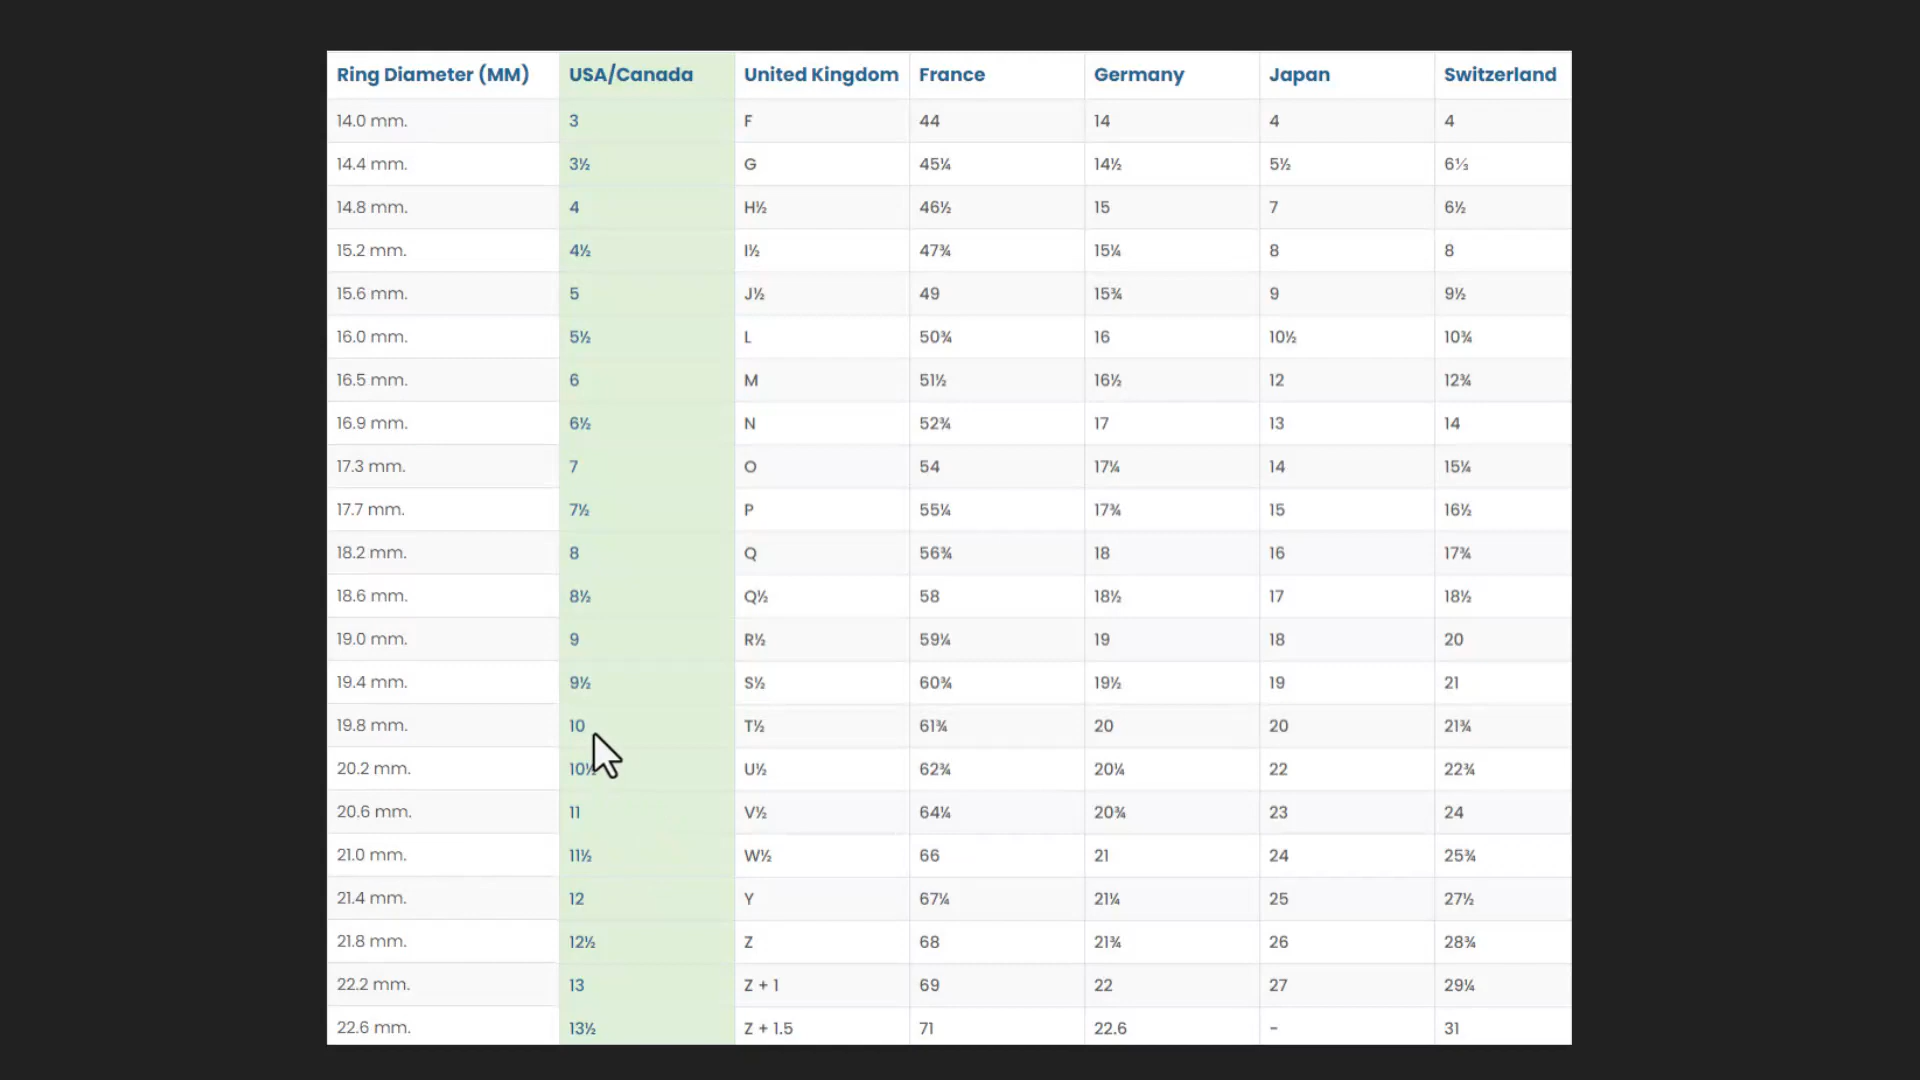 Ring Diameter (MM) USA/Canada United Kingdom France Germany Japan Switzerland
14.0 mm. 3 F 44 14 4 4
14.4 mm. 3½ G 45¼ 14½ 5½ 6⅓
14.8 mm. 4 H½ 46½ 15 7 6½
15.2 mm. 4½ I½ 47¾ 15¼ 8 8
15.6 mm. 5 J½ 49 15¾ 9 9½
16.0 mm. 5½ L 50¾ 16 10½ 10¾
16.5 mm. 6 M 51½ 16½ 12 12¾
16.9 mm. 6½ N 52¾ 17 13 14
17.3 mm. 7 O 54 17¼ 14 15¼
17.7 mm. 7½ P 55¼ 17¾ 15 16½
18.2 mm. 8 Q 56¾ 18 16 17¾
18.6 mm. 8½ Q½ 58 18½ 17 18½
19.0 mm. 9 R½ 59¼ 19 18 20
19.4 mm. 9½ S½ 60¾ 19½ 19 21
19.8 mm. 10 T½ 61¾ 20 20 21¾
20.2 mm. 10½ U½ 62¾ 20¼ 22 22¾
20.6 mm. 11 V½ 64¼ 20¾ 23 24
21.0 mm. 11½ W½ 66 21 24 25¾
21.4 mm. 12 Y 67¼ 21¼ 25 27½
21.8 mm. 12½ Z 68 21¾ 26 28¾
22.2 mm. 13 Z + 1 69 22 27 29¼
22.6 mm. 13½ Z + 1.5 71 22.6 - 31